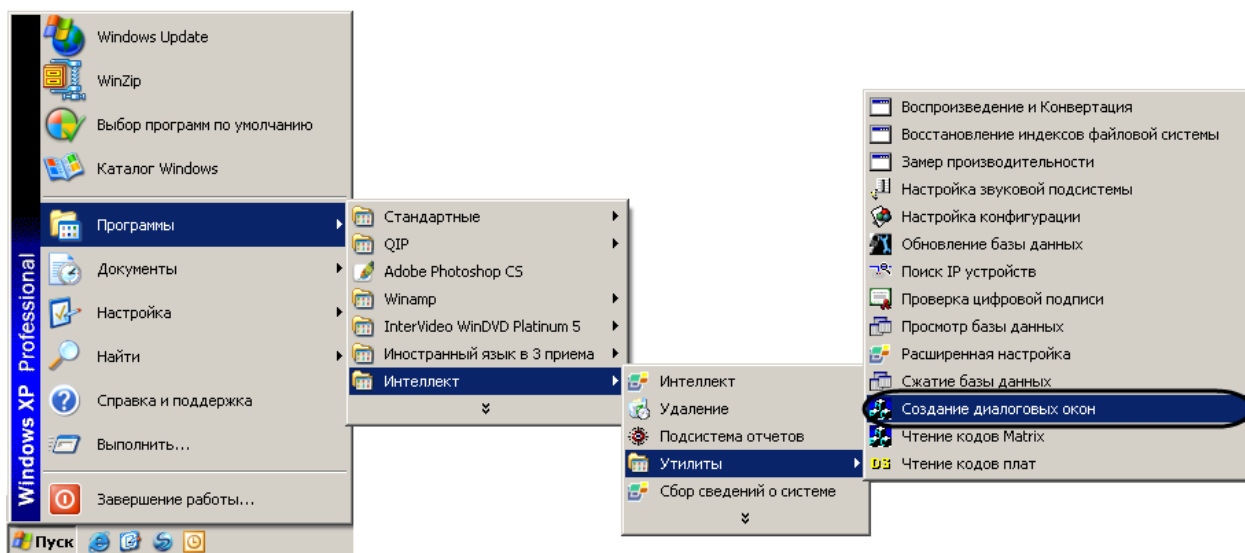 Windows XP Professional
Windows Update
WinZip
Выбор программ по умолчанию
Каталог Windows
Программы
Документы
Настройка
Найти
Справка и поддержка
Выполнить...
Завершение работы...
Пуск
Стандартные
QIP
Adobe Photoshop CS
Winamp
InterVideo WinDVD Platinum 5
Иностранный язык в 3 приема
Интеллект
Интеллект
Удаление
Подсистема отчетов
Утилиты
Сбор сведений о системе
Воспроизведение и Конвертация
Восстановление индексов файловой системы
Замер производительности
Настройка звуковой подсистемы
Настройка конфигурации
Обновление базы данных
Поиск IP устройств
Проверка цифровой подписи
Просмотр базы данных
Расширенная настройка
Сжатие базы данных
Создание диалоговых окон
Чтение кодов Matrix
Чтение кодов плат